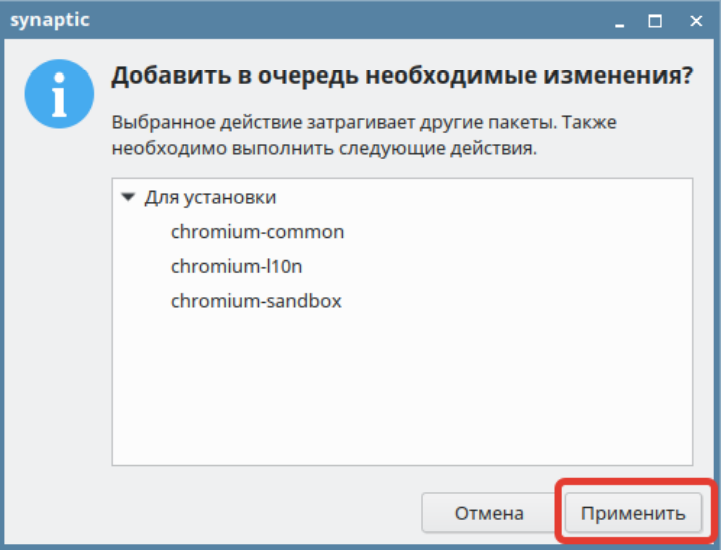 synaptic
Добавить в очередь необходимые изменения?
Выбранное действие затрагивает другие пакеты. Также
необходимо выполнить следующие действия.
Для установки
chromium-common
chromium-l10n
chromium-sandbox
Отмена
Применить